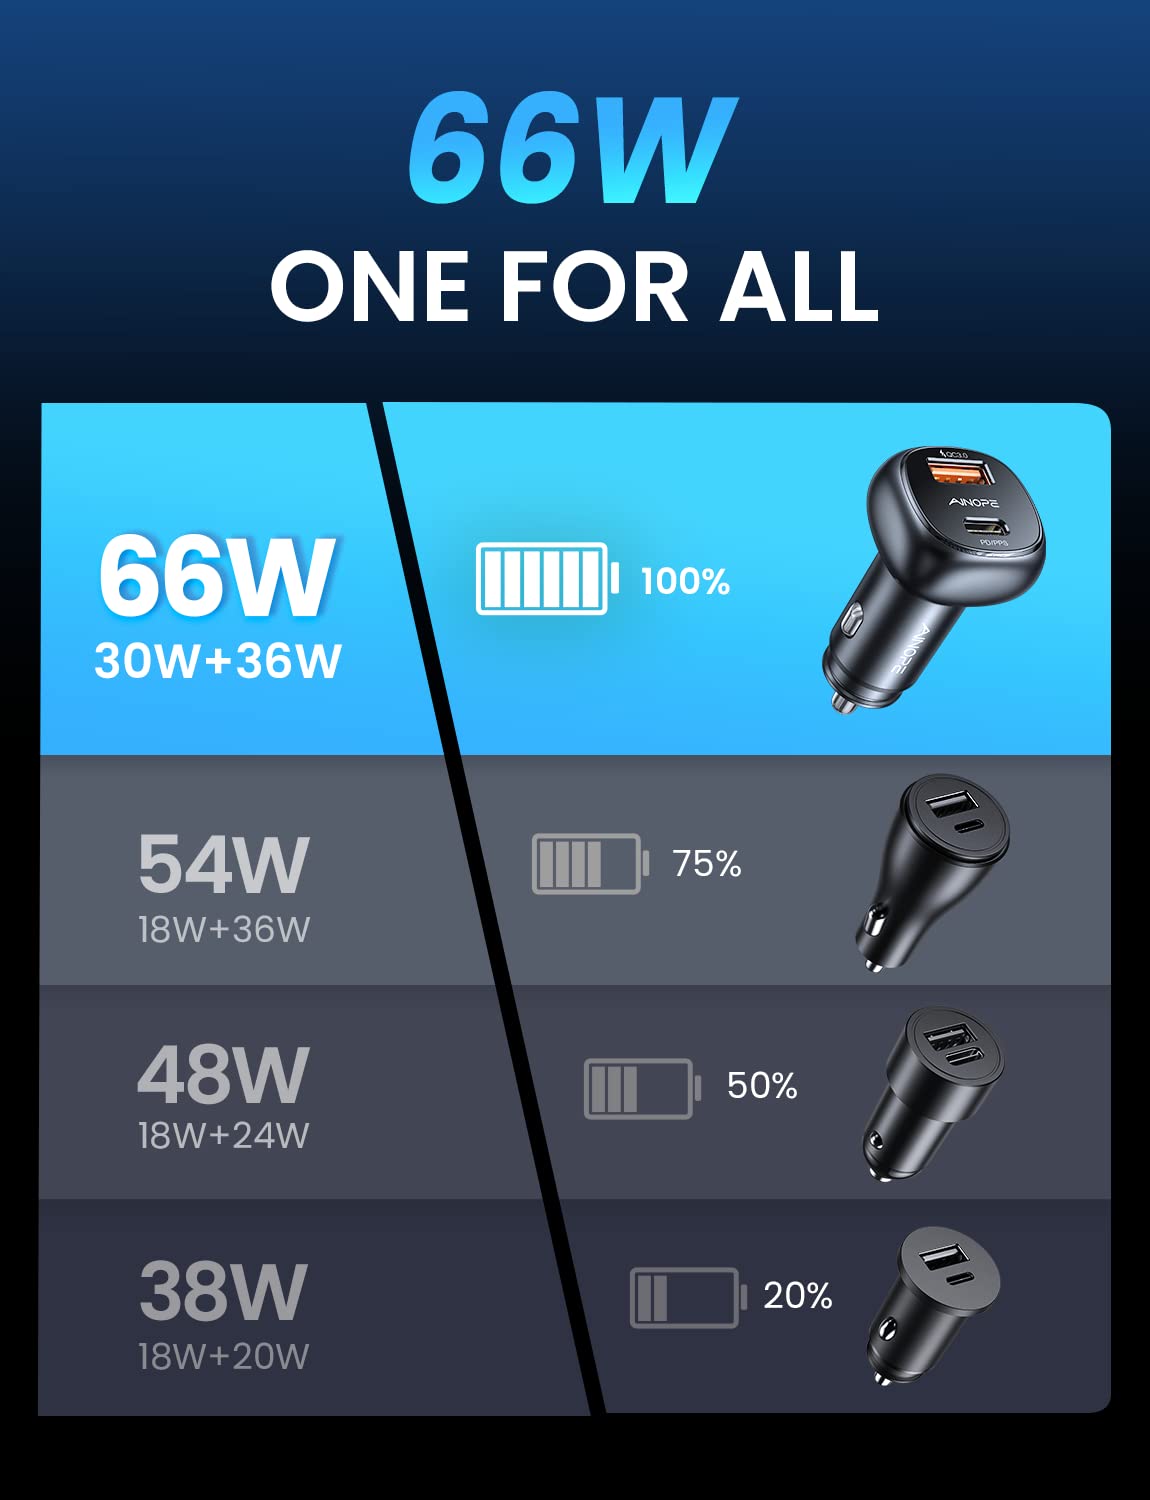 66W
ONE FOR ALL
66W
30W+36W
100%
QC3.0
AINOPE
PD/PPS
AINOPE
54W
18W+36W
75%
48W
18W+24W
50%
38W
18W+20W
20%